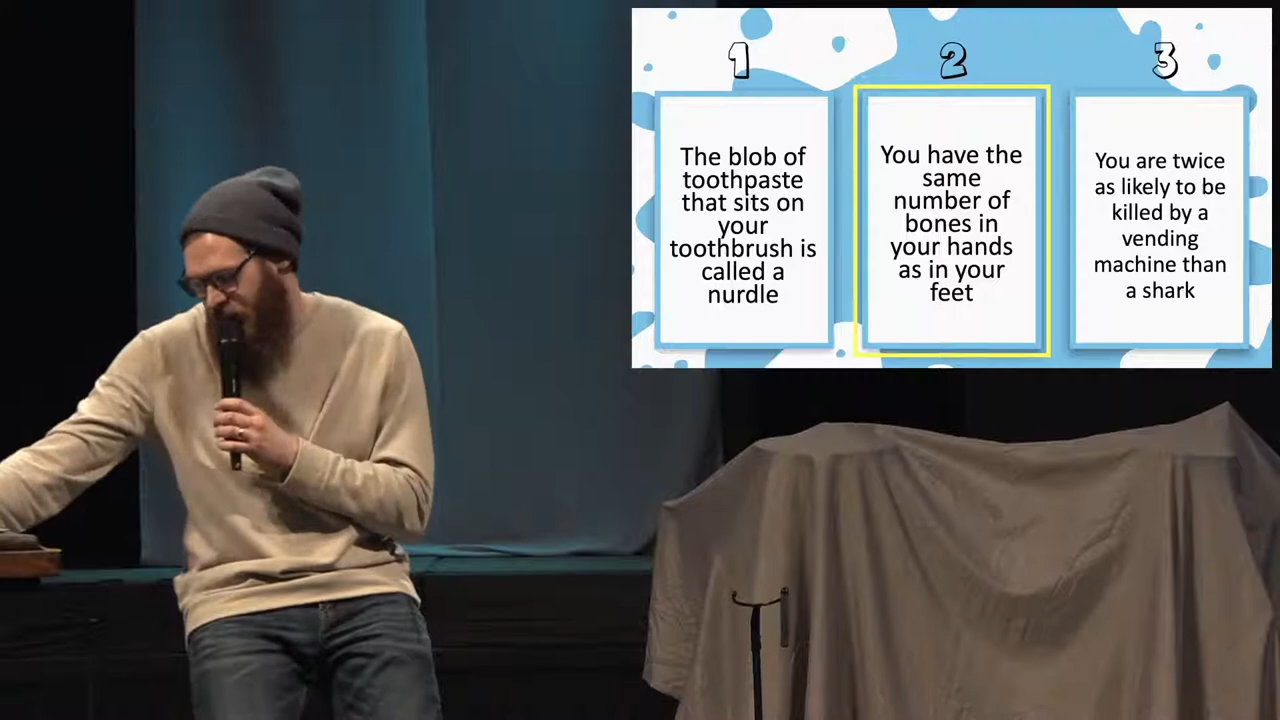 1
The blob of
toothpaste
that sits on
your
toothbrush is
called a
nurdle
2
You have the
same
number of
bones in
your hands
as in your
feet
3
You are twice
as likely to be
killed by a
vending
machine than
a shark